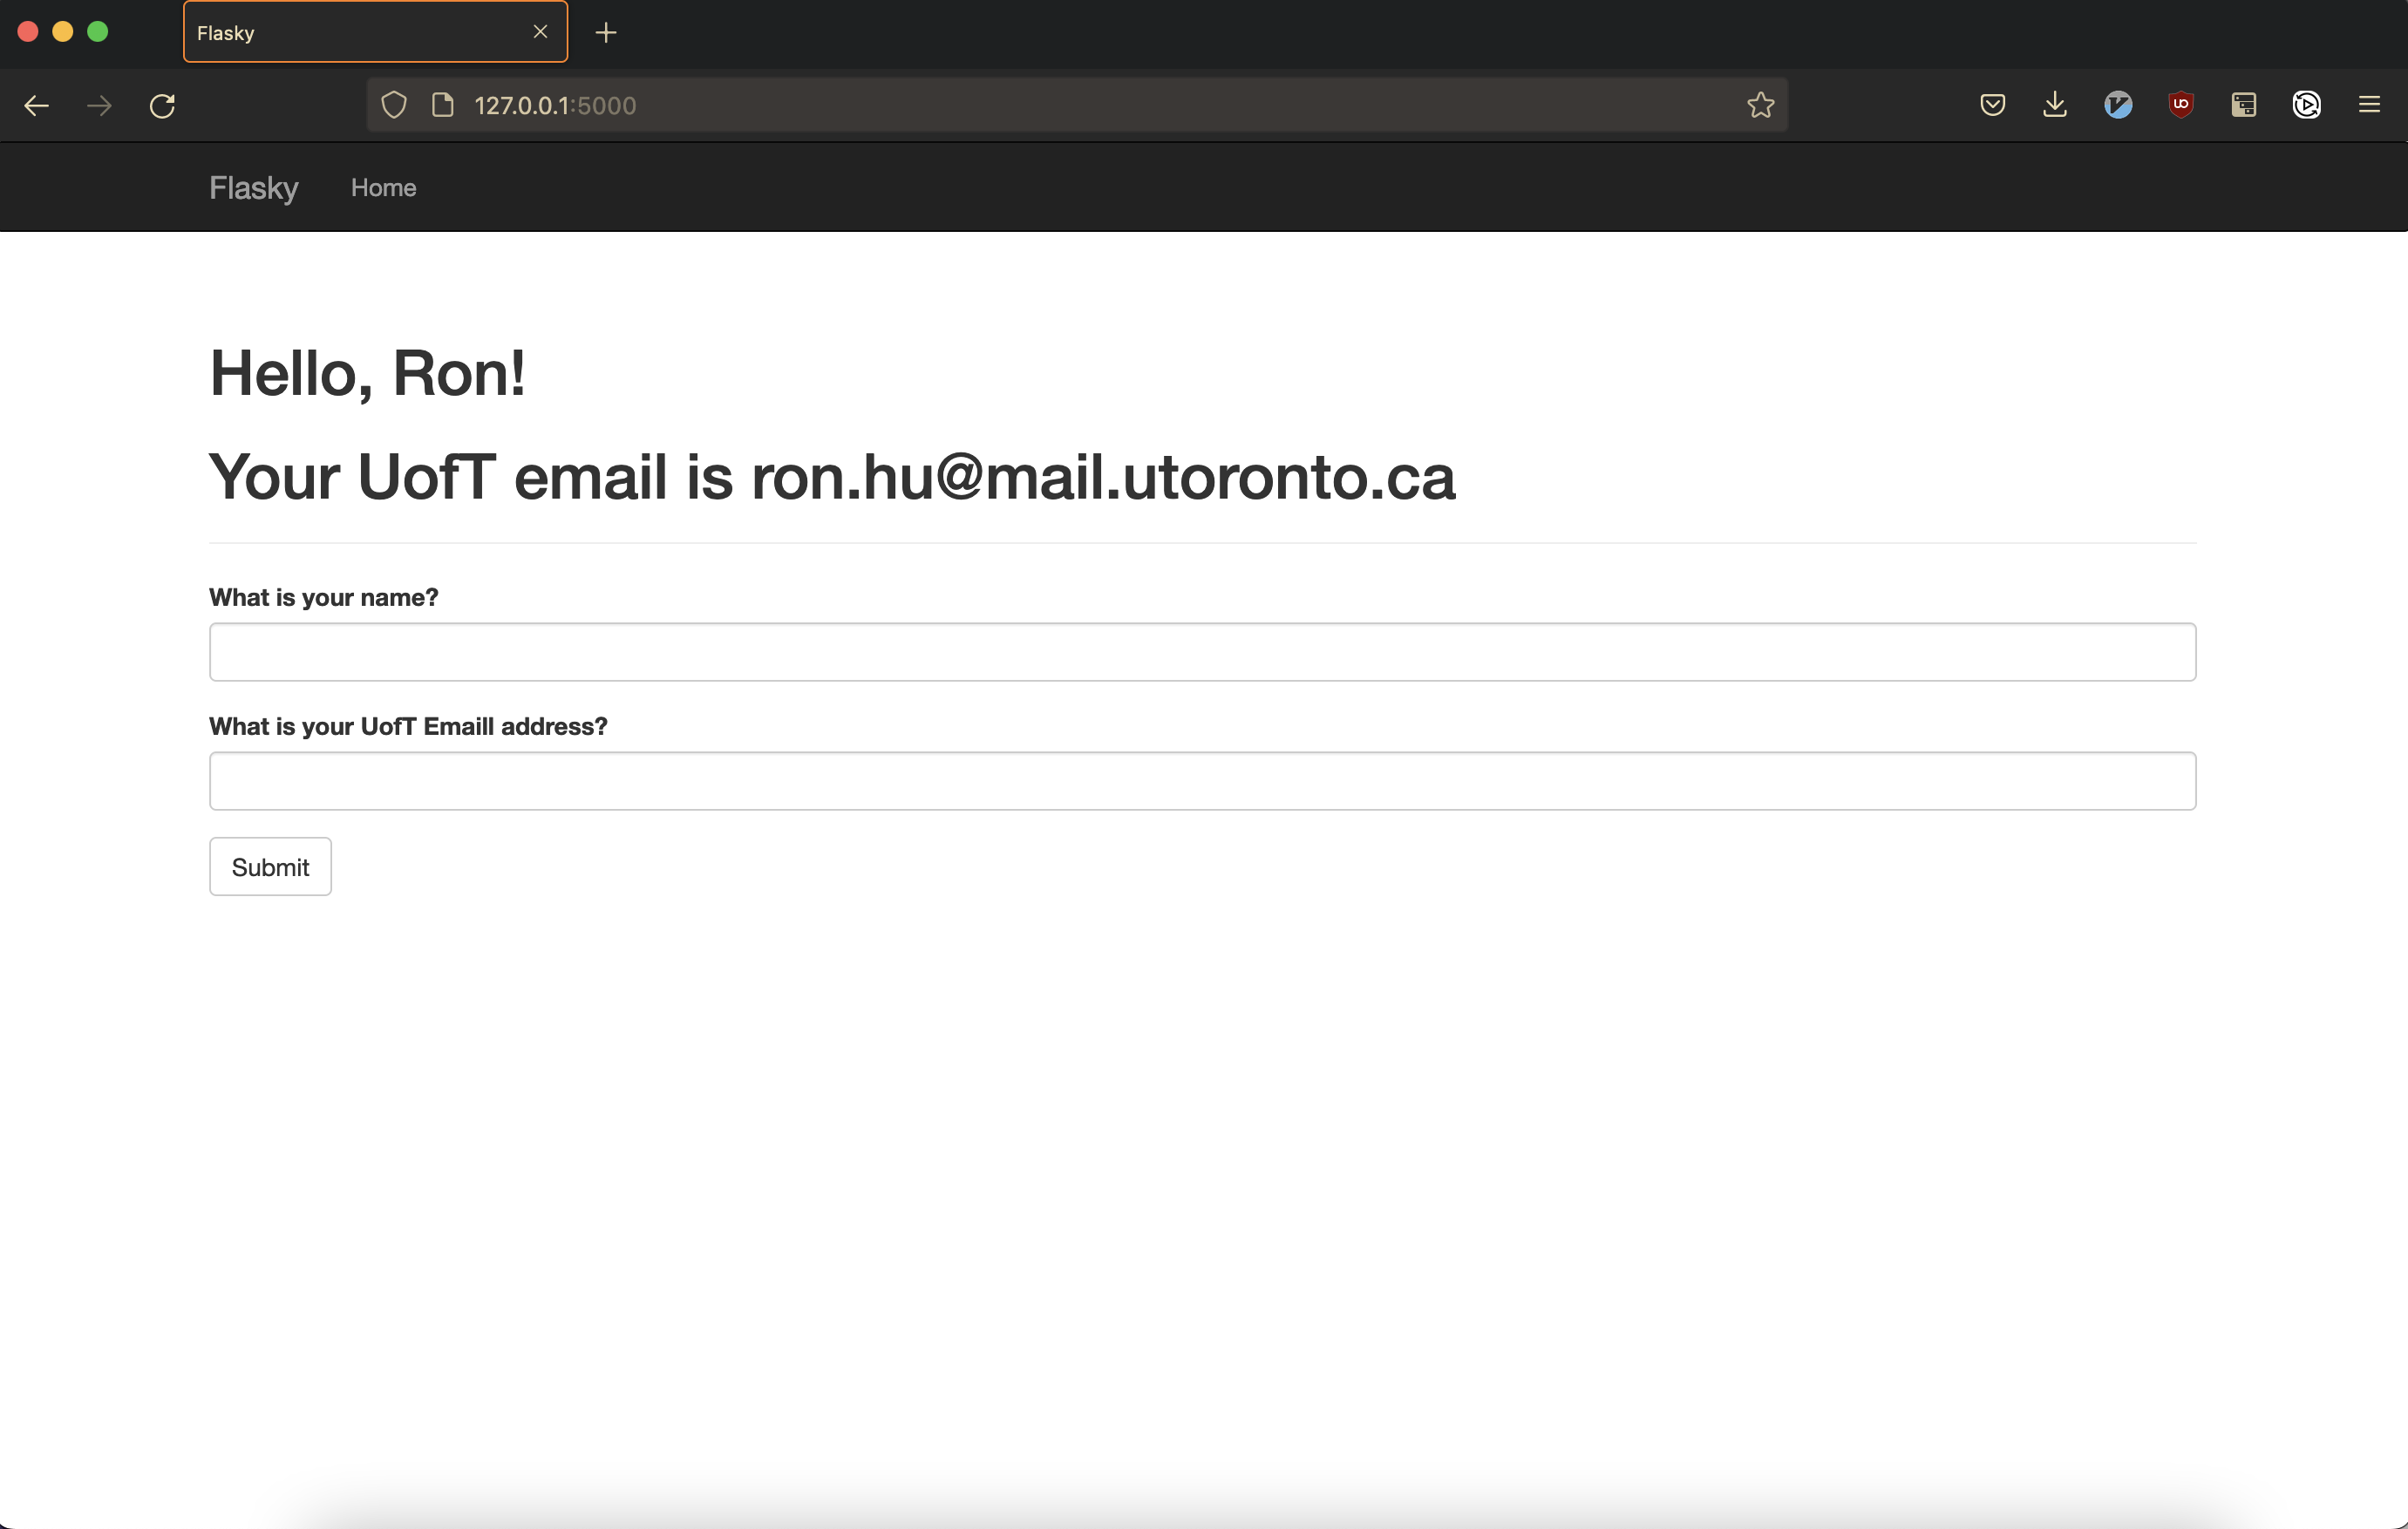 Flasky
127.0.0.1:5000
Flasky Home
Hello, Ron!
Your UofT email is ron.hu@mail.utoronto.ca
What is your name?
What is your UofT Emaill address?
Submit